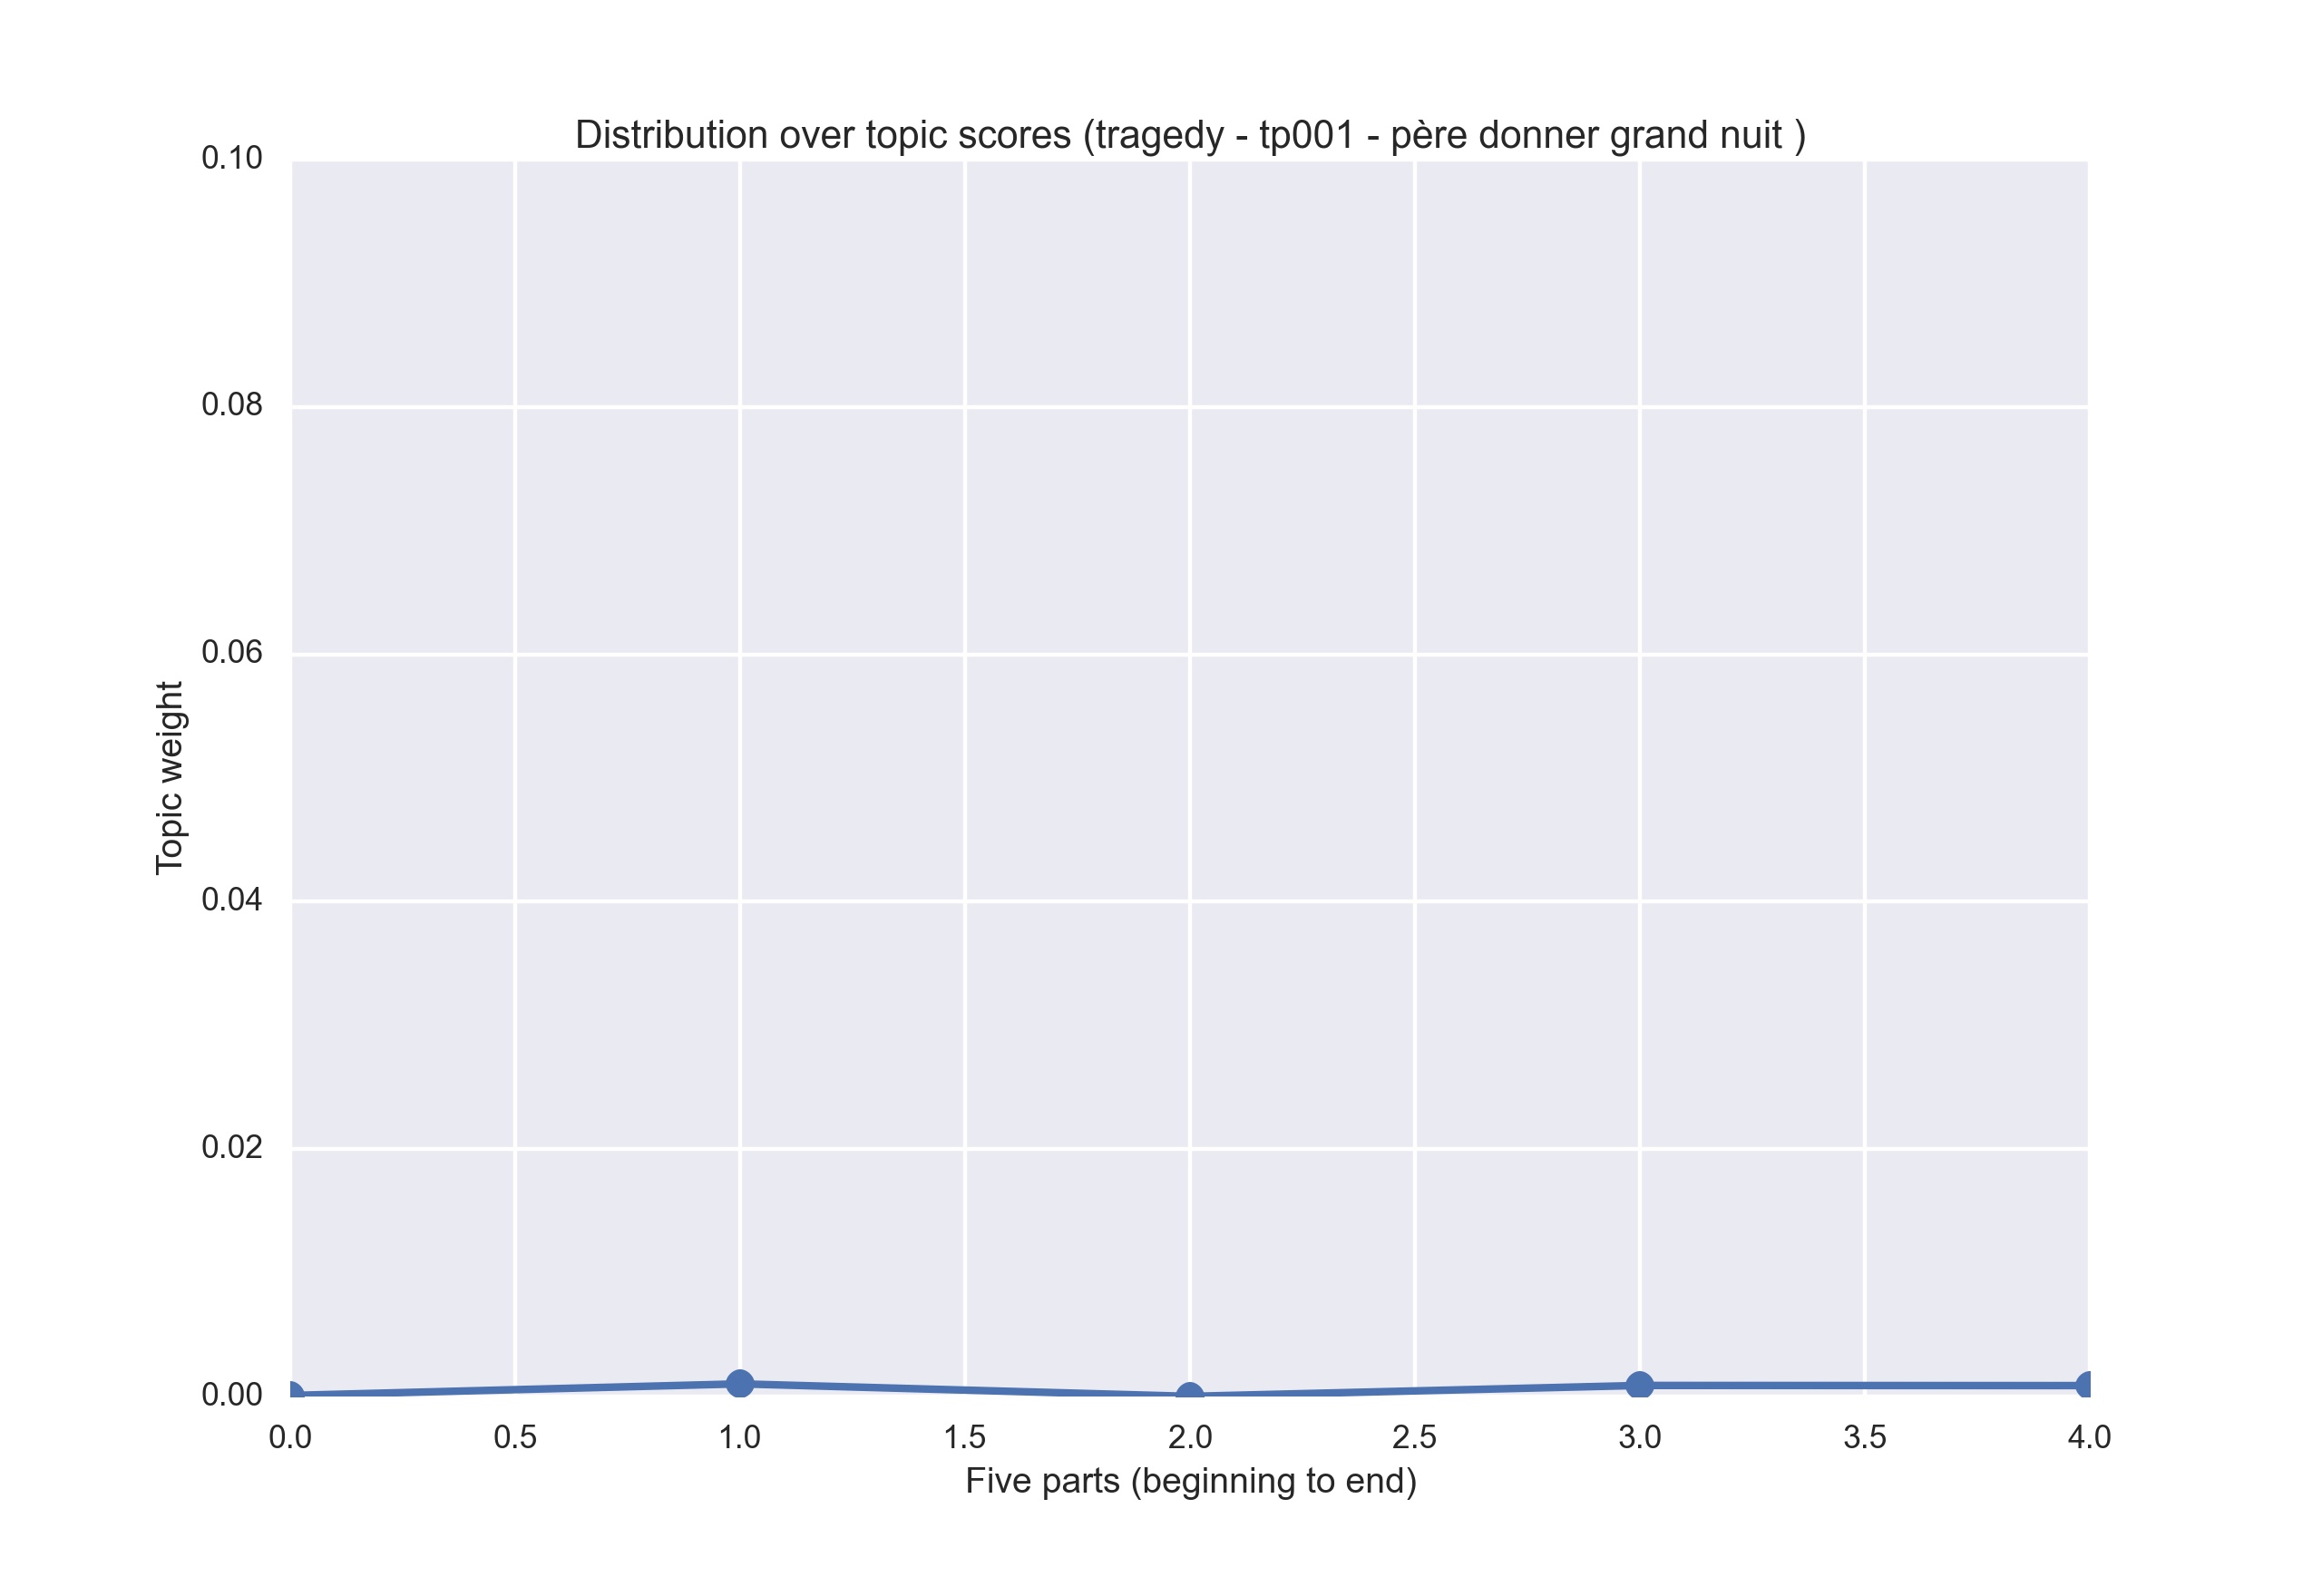 Distribution over topic scores (tragedy - tp001 - père donner grand nuit )
0.10
0.08
0.06
0.04
0.02
0.00
Topic weight
0.0 0.5 1.0 1.5 2.0 2.5 3.0 3.5 4.0
Five parts (beginning to end)